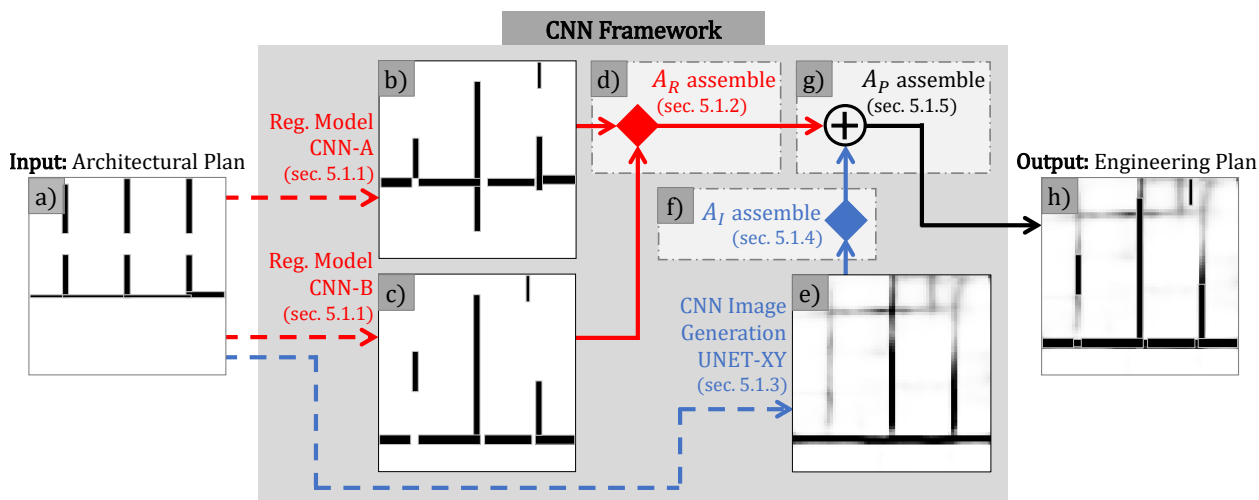 CNN Framework
Input: Architectural Plan
a)
Reg. Model
CNN-A
(sec. 5.1.1)
b)
Reg. Model
CNN-B
(sec. 5.1.1)
c)
d)
A_R assemble
(sec. 5.1.2)
g)
A_P assemble
(sec. 5.1.5)
f)
A_I assemble
(sec. 5.1.4)
CNN Image
Generation
UNET-XY
(sec. 5.1.3)
e)
Output: Engineering Plan
h)